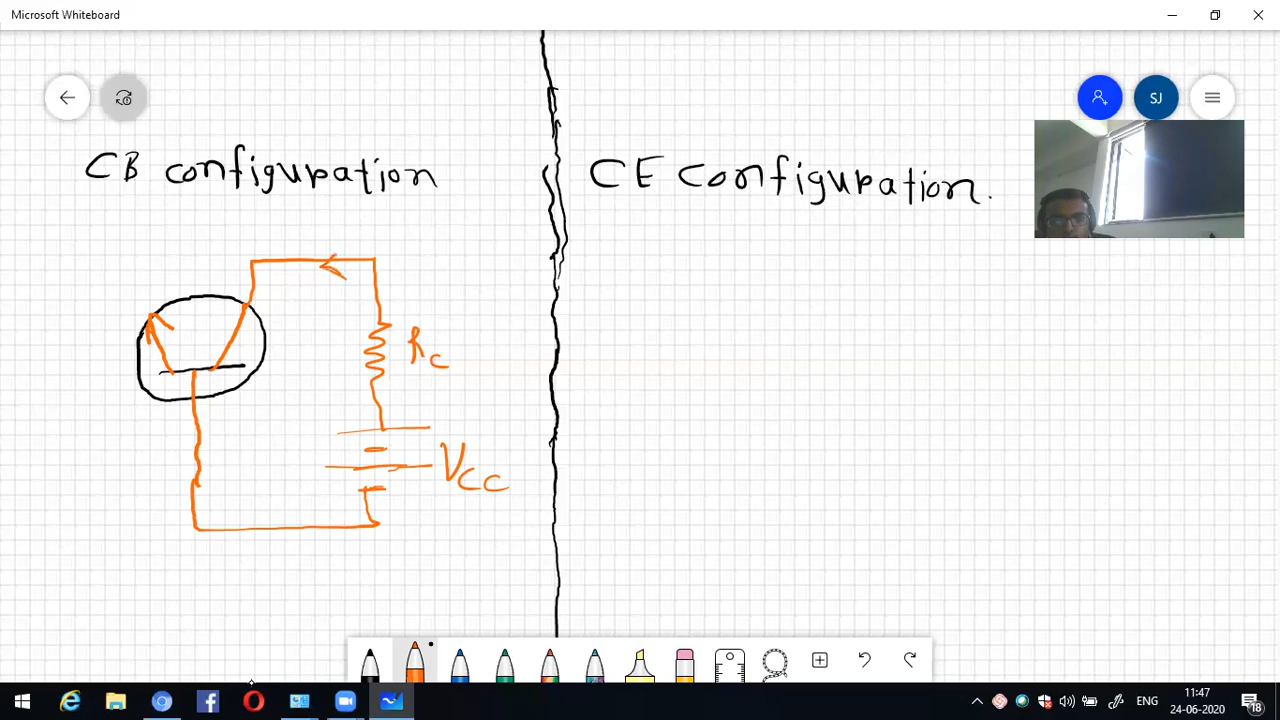 Microsoft Whiteboard
SJ
CB configuration
CE configuration.
RC
VCC
ENG
11:47
24-06-2020
18